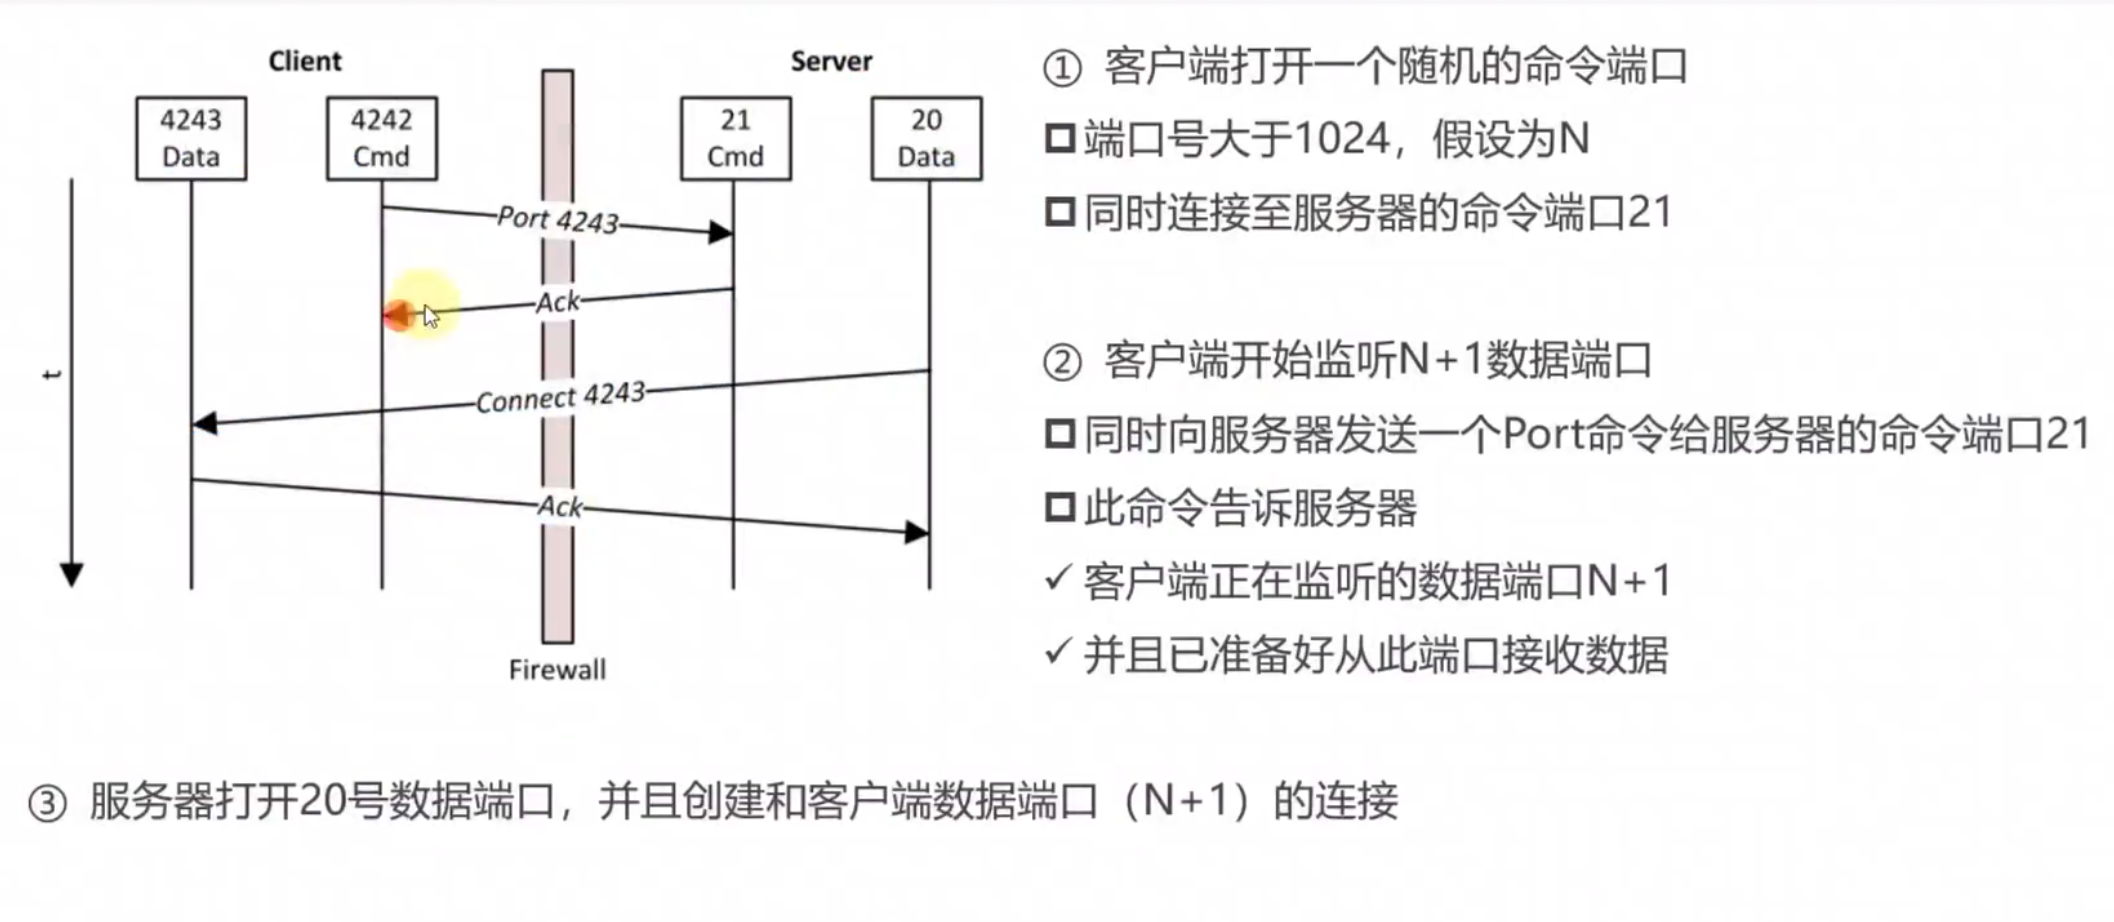 Client
Server
4243
Data
4242
Cmd
21
Cmd
20
Data
Port 4243
Ack
Connect 4243
Ack
t
Firewall
① 客户端打开一个随机的命令端口
端口号大于1024，假设为N
同时连接至服务器的命令端口21
② 客户端开始监听N+1数据端口
同时向服务器发送一个Port命令给服务器的命令端口21
此命令告诉服务器
✓ 客户端正在监听的数据端口N+1
✓ 并且已准备好从此端口接收数据
③ 服务器打开20号数据端口，并且创建和客户端数据端口（N+1）的连接